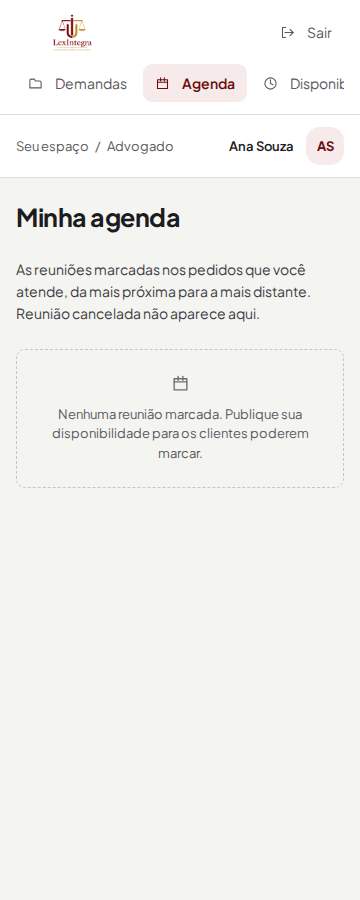 LexIntegra
Sair
Demandas
Agenda
Seu espaço / Advogado
Ana Souza
AS
Minha agenda
As reuniões marcadas nos pedidos que você
atende, da mais próxima para a mais distante.
Reunião cancelada não aparece aqui.
Nenhuma reunião marcada. Publique sua
disponibilidade para os clientes poderem
marcar.